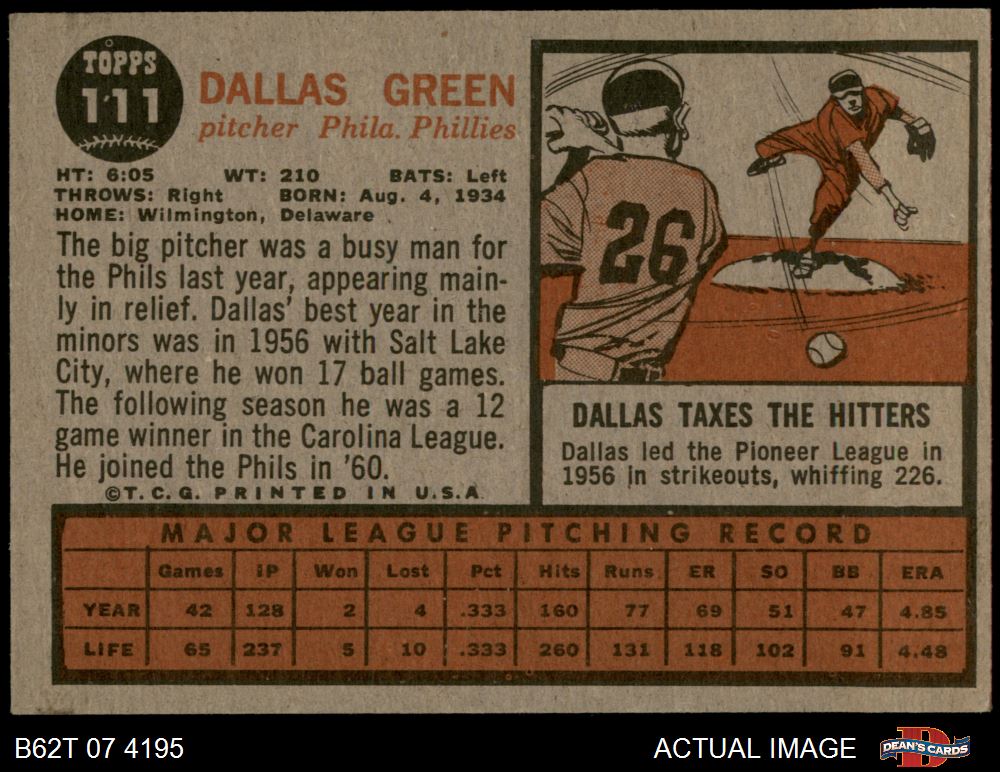 TOPPS
111
DALLAS GREEN
pitcher Phila. Phillies
HT: 6:05 WT: 210 BATS: Left
THROWS: Right BORN: Aug. 4, 1934
HOME: Wilmington, Delaware
The big pitcher was a busy man for
the Phils last year, appearing main-
ly in relief. Dallas' best year in the
minors was in 1956 with Salt Lake
City, where he won 17 ball games.
The following season he was a 12
game winner in the Carolina League.
He joined the Phils in '60.
©T.C.G. PRINTED IN U.S.A.
26
DALLAS TAXES THE HITTERS
Dallas led the Pioneer League in
1956 in strikeouts, whiffing 226.
MAJOR LEAGUE PITCHING RECORD
Games IP Won Lost Pct Hits Runs ER SO BB ERA
YEAR 42 128 2 4 .333 160 77 69 51 47 4.85
LIFE 65 237 5 10 .333 260 131 118 102 91 4.48
B62T 07 4195
ACTUAL IMAGE
D
DEAN'S CARDS